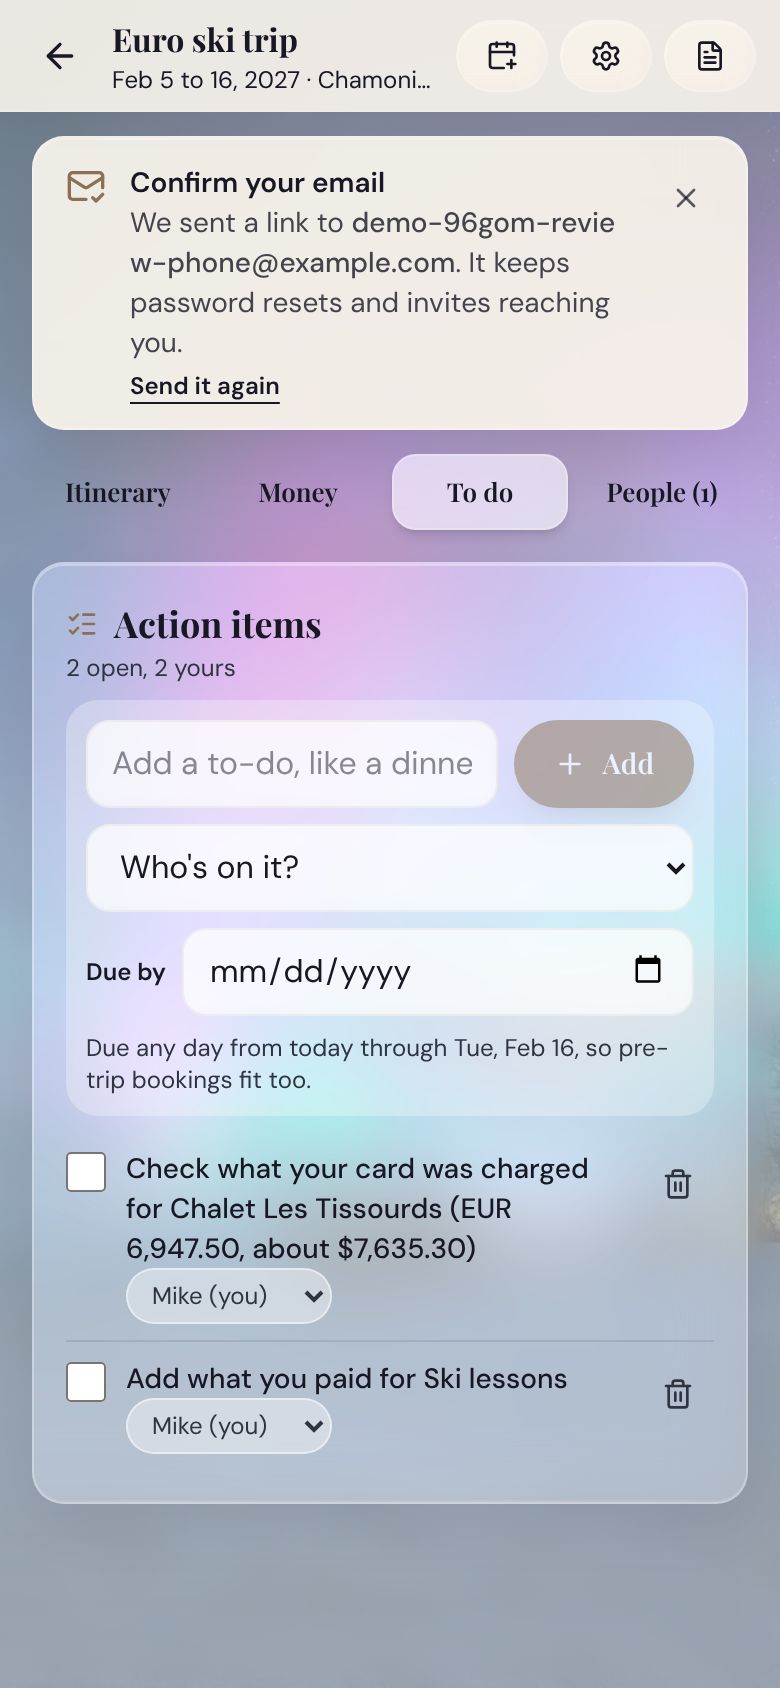 Euro ski trip
Feb 5 to 16, 2027 · Chamoni...
Confirm your email
We sent a link to demo-96gom-revie
w-phone@example.com. It keeps
password resets and invites reaching
you.
Send it again
Itinerary
Money
To do
People (1)
Action items
2 open, 2 yours
Add a to-do, like a dinne
+ Add
Who's on it?
Due by
mm/dd/yyyy
Due any day from today through Tue, Feb 16, so pre-
trip bookings fit too.
Check what your card was charged
for Chalet Les Tissourds (EUR
6,947.50, about $7,635.30)
Mike (you)
Add what you paid for Ski lessons
Mike (you)